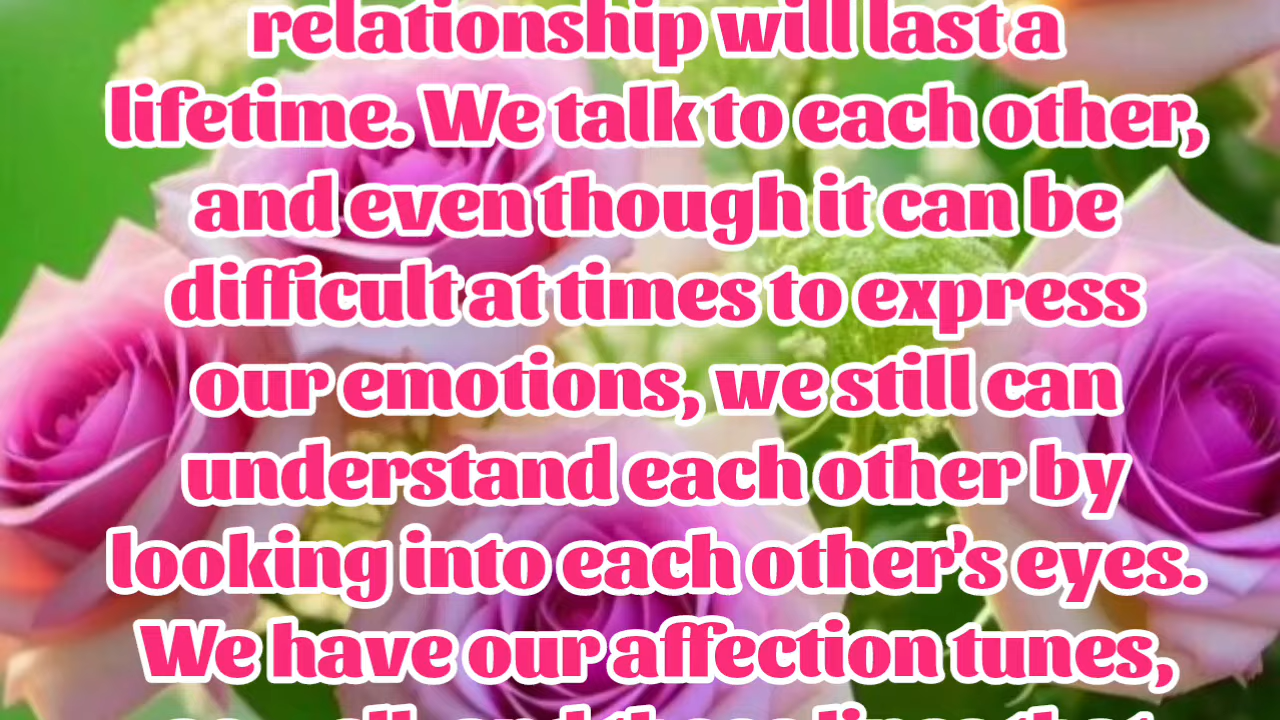 relationship will last a
lifetime. We talk to each other,
and even though it can be
difficult at times to express
our emotions, we still can
understand each other by
looking into each other's eyes.
We have our affection tunes,